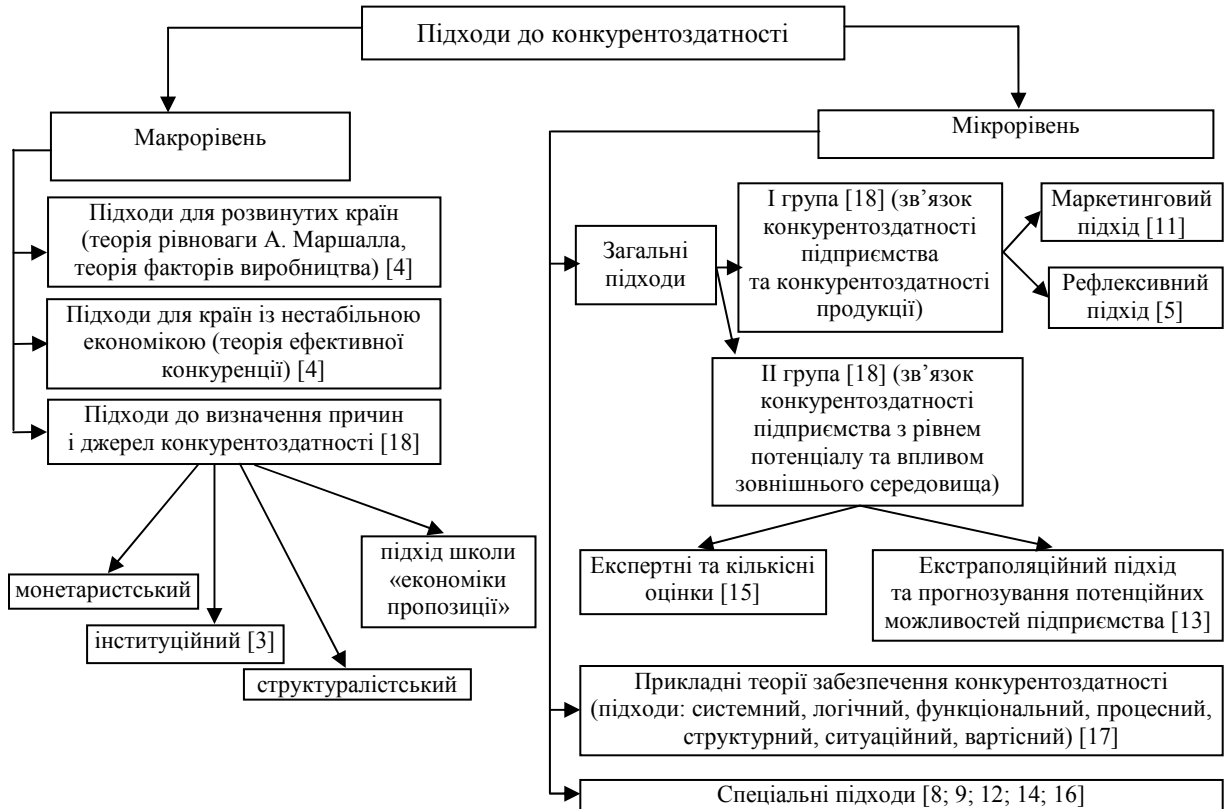 Підходи до конкурентоздатності
Макрорівень
Підходи для розвинутих країн
(теорія рівноваги А. Маршалла,
теорія факторів виробництва) [4]
Підходи для країн із нестабільною
економікою (теорія ефективної
конкуренції) [4]
Підходи до визначення причин
і джерел конкурентоздатності [18]
монетаристський
інституційний [3]
структуралістський
підхід школи
«економіки
пропозиції»
Мікрорівень
Загальні
підходи
І група [18] (зв’язок
конкурентоздатності
підприємства
та конкурентоздатності
продукції)
Маркетинговий
підхід [11]
Рефлексивний
підхід [5]
ІІ група [18] (зв’язок
конкурентоздатності
підприємства з рівнем
потенціалу та впливом
зовнішнього середовища)
Експертні та кількісні
оцінки [15]
Екстраполяційний підхід
та прогнозування потенційних
можливостей підприємства [13]
Прикладні теорії забезпечення конкурентоздатності
(підходи: системний, логічний, функціональний, процесний,
структурний, ситуаційний, вартісний) [17]
Спеціальні підходи [8; 9; 12; 14; 16]